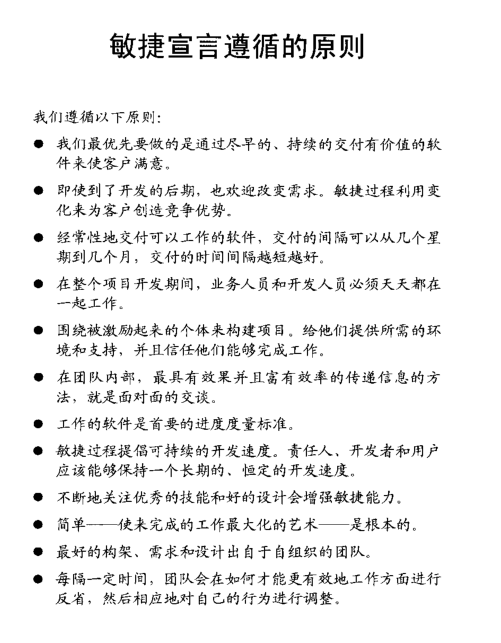 敏捷宣言遵循的原则
我们遵循以下原则：
● 我们最优先要做的是通过尽早的、持续的交付有价值的软
件来使客户满意。
● 即使到了开发的后期，也欢迎改变需求。敏捷过程利用变
化来为客户创造竞争优势。
● 经常性地交付可以工作的软件，交付的间隔可以从几个星
期到几个月，交付的时间间隔越短越好。
● 在整个项目开发期间，业务人员和开发人员必须天天都在
一起工作。
● 围绕被激励起来的个体来构建项目。给他们提供所需的环
境和支持，并且信任他们能够完成工作。
● 在团队内部，最具有效果并且富有效率的传递信息的方
法，就是面对面的交谈。
● 工作的软件是首要的进度度量标准。
● 敏捷过程提倡可持续的开发速度。责任人、开发者和用户
应该能够保持一个长期的、恒定的开发速度。
● 不断地关注优秀的技能和好的设计会增强敏捷能力。
● 简单——使未完成的工作最大化的艺术——是根本的。
● 最好的构架、需求和设计出自于自组织的团队。
● 每隔一定时间，团队会在如何才能更有效地工作方面进行
反省，然后相应地对自己的行为进行调整。